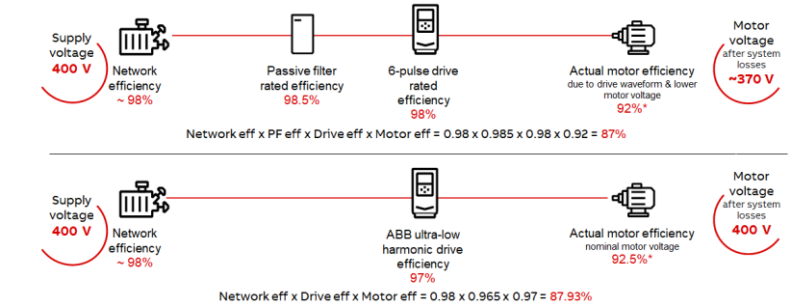 Supply
voltage
400 V
Network
efficiency
~ 98%
Passive filter
rated efficiency
98.5%
6-pulse drive
rated
efficiency
98%
Actual motor efficiency
due to drive waveform & lower
motor voltage
92%*
Motor
voltage
after system
losses
~370 V
Network eff x PF eff x Drive eff x Motor eff = 0.98 x 0.985 x 0.98 x 0.92 = 87%
Supply
voltage
400 V
Network
efficiency
~ 98%
ABB ultra-low
harmonic drive
efficiency
97%
Actual motor efficiency
nominal motor voltage
92.5%*
Motor
voltage
after system
losses
400 V
Network eff x Drive eff x Motor eff = 0.98 x 0.965 x 0.97 = 87.93%